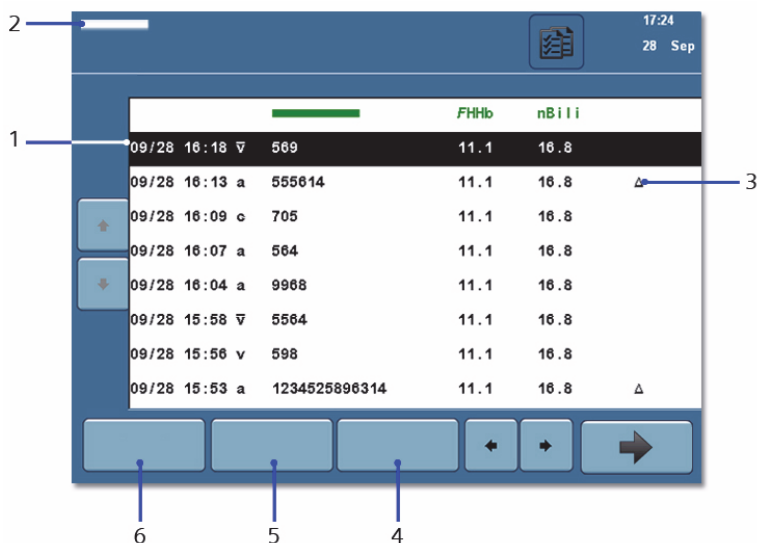 2
17:24
28 Sep
FHHb nBili
1
09/28 16:18 v̅ 569 11.1 16.8
09/28 16:13 a 555614 11.1 16.8 Δ
3
09/28 16:09 c 705 11.1 16.8
09/28 16:07 a 564 11.1 16.8
09/28 16:04 a 9968 11.1 16.8
09/28 15:58 v̅ 5564 11.1 16.8
09/28 15:56 v 598 11.1 16.8
09/28 15:53 a 1234525896314 11.1 16.8 Δ
6 5 4